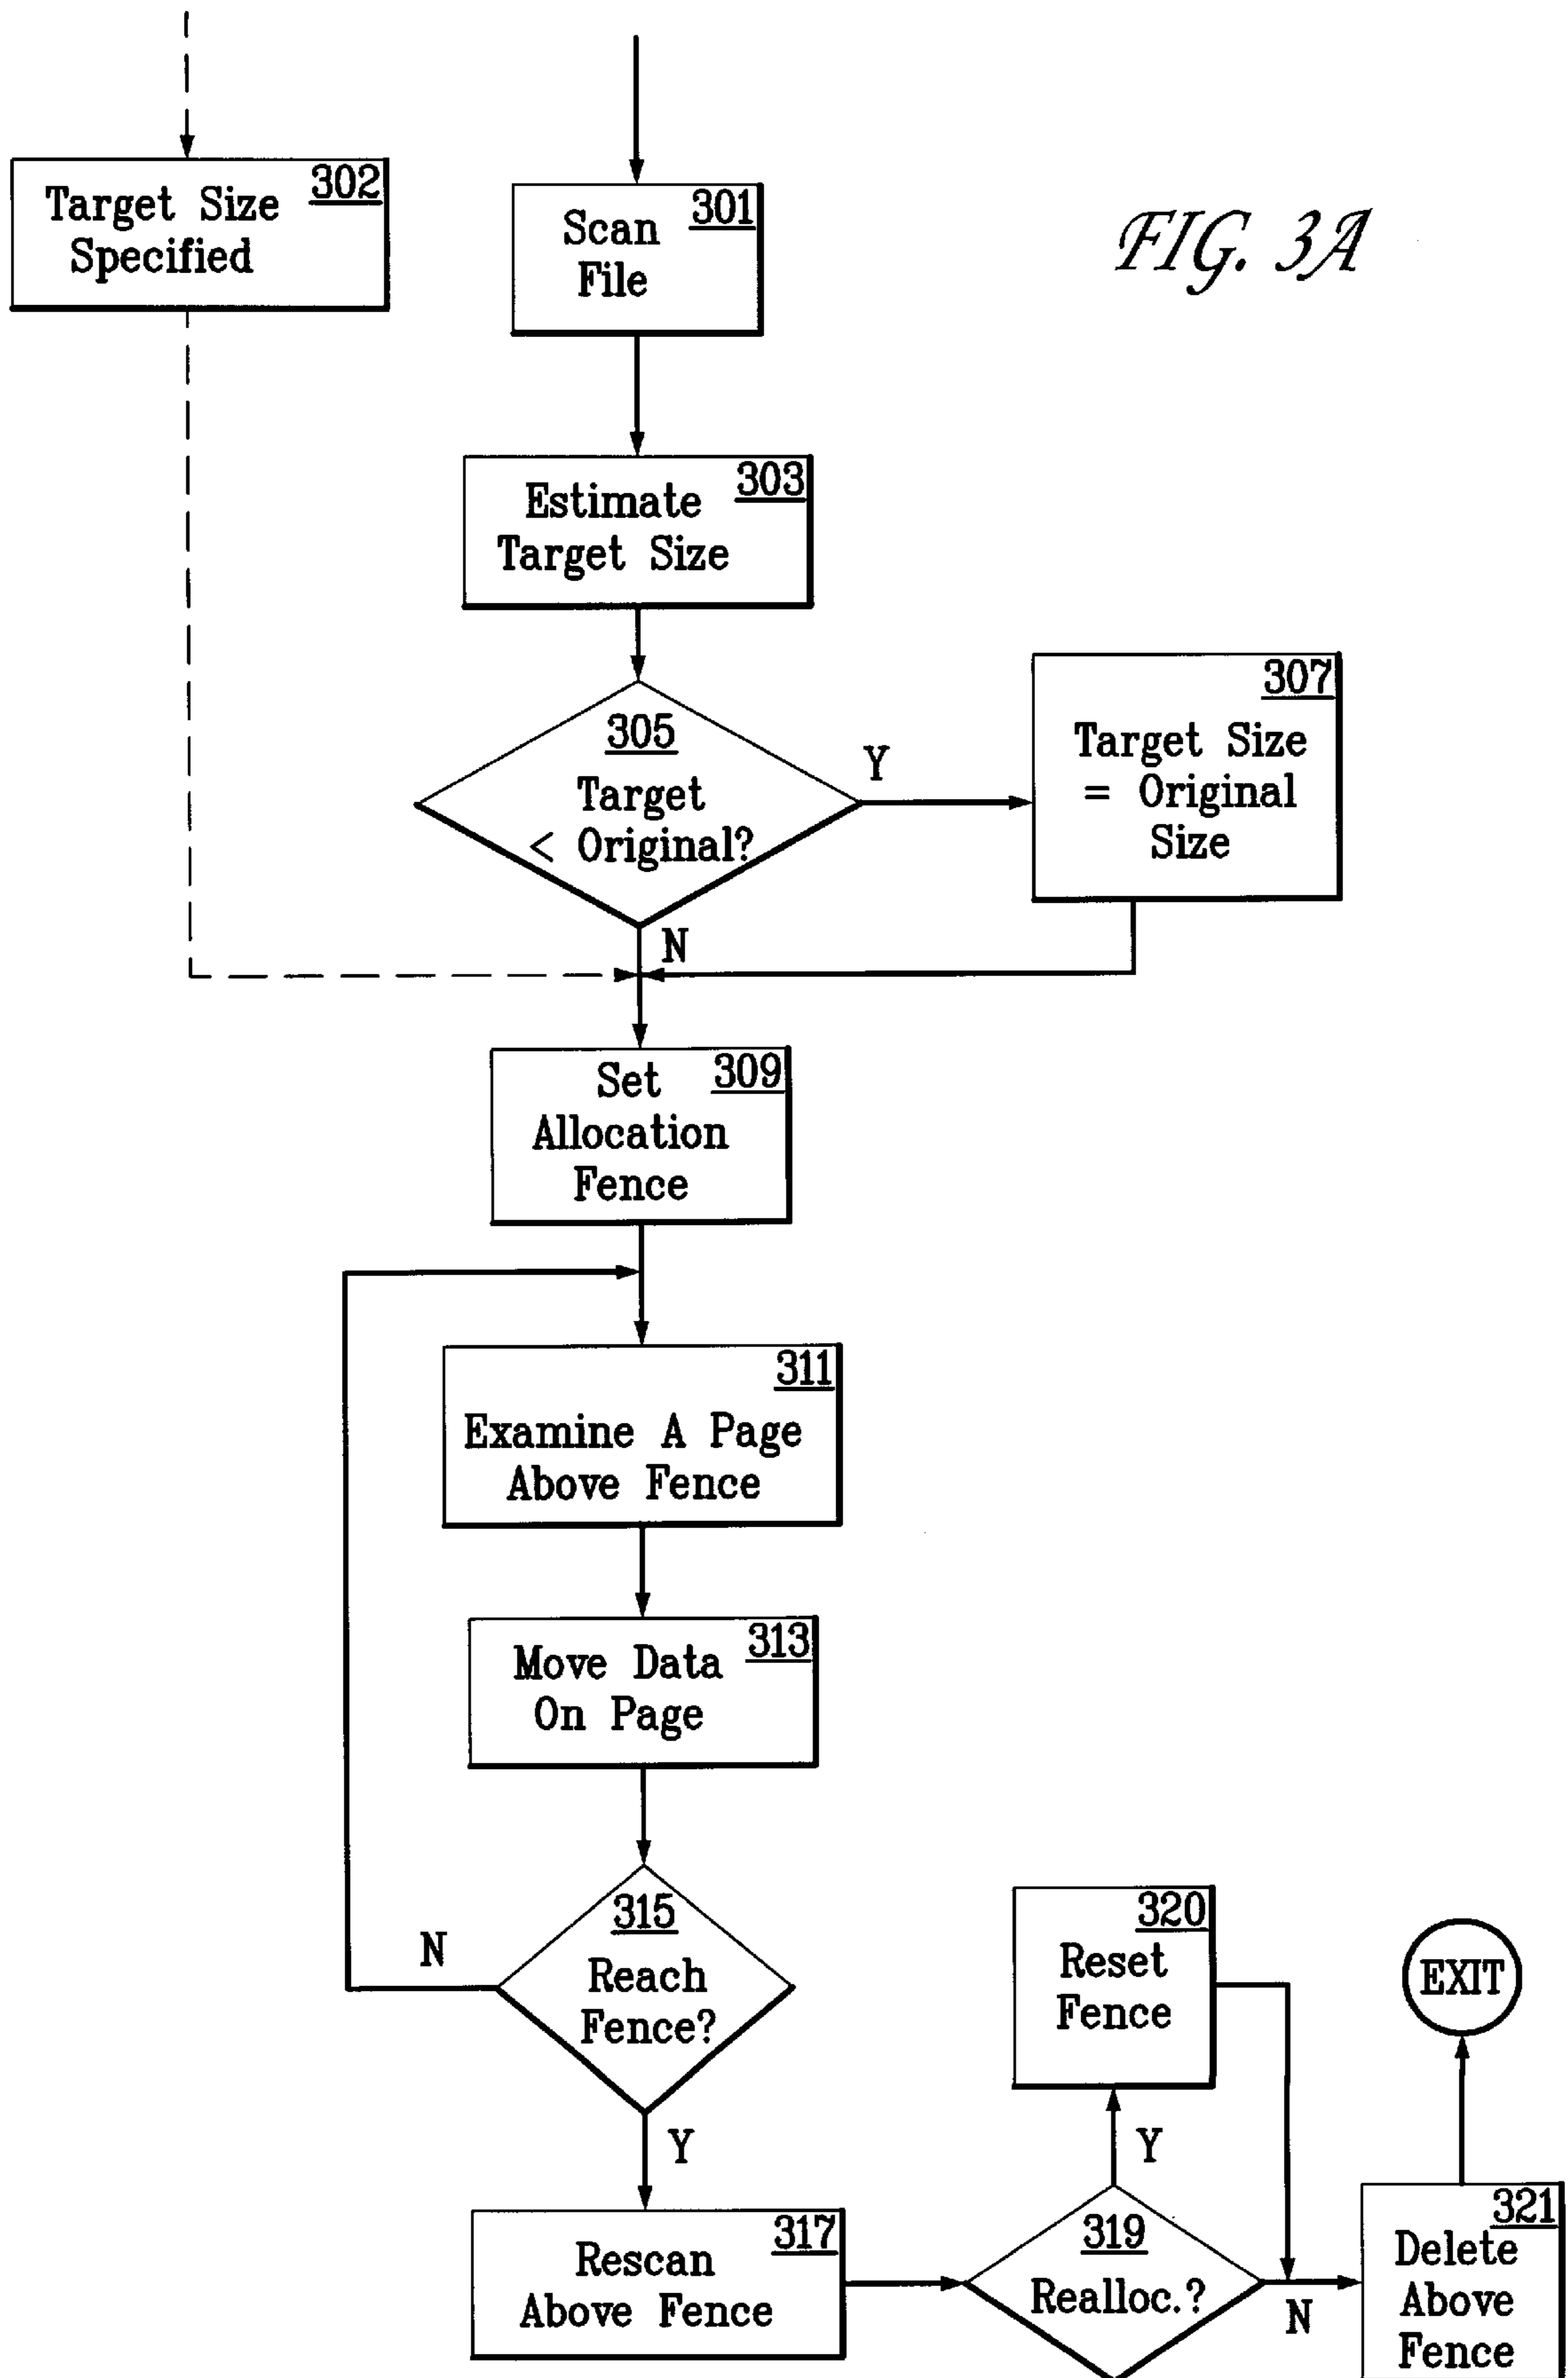 302
Target Size
Specified
301
Scan
File
FIG. 3A
303
Estimate
Target Size
305
Target
< Original?
Y
307
Target Size
= Original
Size
N
309
Set
Allocation
Fence
311
Examine A Page
Above Fence
313
Move Data
On Page
315
Reach
Fence?
N
Y
317
Rescan
Above Fence
319
Realloc.?
Y
320
Reset
Fence
N
321
Delete
Above
Fence
EXIT